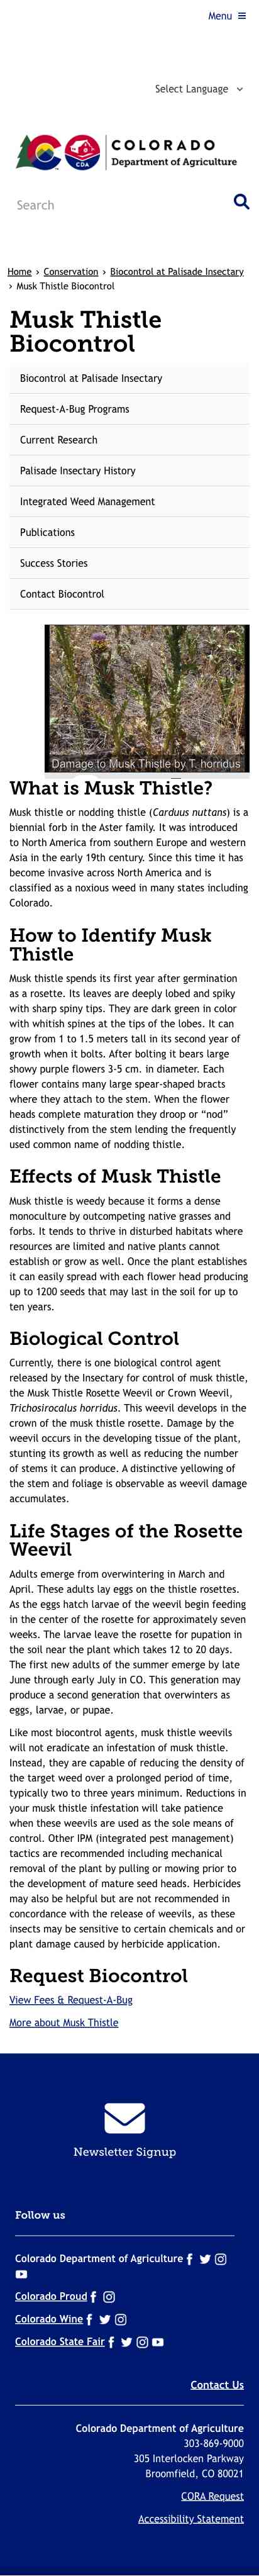 Menu
Select Language
CDA
COLORADO
Department of Agriculture
Search
Home › Conservation › Biocontrol at Palisade Insectary
› Musk Thistle Biocontrol
Musk Thistle
Biocontrol
Biocontrol at Palisade Insectary
Request-A-Bug Programs
Current Research
Palisade Insectary History
Integrated Weed Management
Publications
Success Stories
Contact Biocontrol
Damage to Musk Thistle by T. horridus
What is Musk Thistle?
Musk thistle or nodding thistle (Carduus nuttans) is a
biennial forb in the Aster family. It was introduced
to North America from southern Europe and western
Asia in the early 19th century. Since this time it has
become invasive across North America and is
classified as a noxious weed in many states including
Colorado.
How to Identify Musk
Thistle
Musk thistle spends its first year after germination
as a rosette. Its leaves are deeply lobed and spiky
with sharp spiny tips. They are dark green in color
with whitish spines at the tips of the lobes. It can
grow from 1 to 1.5 meters tall in its second year of
growth when it bolts. After bolting it bears large
showy purple flowers 3-5 cm. in diameter. Each
flower contains many large spear-shaped bracts
where they attach to the stem. When the flower
heads complete maturation they droop or “nod”
distinctively from the stem lending the frequently
used common name of nodding thistle.
Effects of Musk Thistle
Musk thistle is weedy because it forms a dense
monoculture by outcompeting native grasses and
forbs. It tends to thrive in disturbed habitats where
resources are limited and native plants cannot
establish or grow as well. Once the plant establishes
it can easily spread with each flower head producing
up to 1200 seeds that may last in the soil for up to
ten years.
Biological Control
Currently, there is one biological control agent
released by the Insectary for control of musk thistle,
the Musk Thistle Rosette Weevil or Crown Weevil,
Trichosirocalus horridus. This weevil develops in the
crown of the musk thistle rosette. Damage by the
weevil occurs in the developing tissue of the plant,
stunting its growth as well as reducing the number
of stems it can produce. A distinctive yellowing of
the stem and foliage is observable as weevil damage
accumulates.
Life Stages of the Rosette
Weevil
Adults emerge from overwintering in March and
April. These adults lay eggs on the thistle rosettes.
As the eggs hatch larvae of the weevil begin feeding
in the center of the rosette for approximately seven
weeks. The larvae leave the rosette for pupation in
the soil near the plant which takes 12 to 20 days.
The first new adults of the summer emerge by late
June through early July in CO. This generation may
produce a second generation that overwinters as
eggs, larvae, or pupae.
Like most biocontrol agents, musk thistle weevils
will not eradicate an infestation of musk thistle.
Instead, they are capable of reducing the density of
the target weed over a prolonged period of time,
typically two to three years minimum. Reductions in
your musk thistle infestation will take patience
when these weevils are used as the sole means of
control. Other IPM (integrated pest management)
tactics are recommended including mechanical
removal of the plant by pulling or mowing prior to
the development of mature seed heads. Herbicides
may also be helpful but are not recommended in
concordance with the release of weevils, as these
insects may be sensitive to certain chemicals and or
plant damage caused by herbicide application.
Request Biocontrol
View Fees & Request-A-Bug
More about Musk Thistle
Newsletter Signup
Follow us
Colorado Department of Agriculture
Colorado Proud
Colorado Wine
Colorado State Fair
Contact Us
Colorado Department of Agriculture
303-869-9000
305 Interlocken Parkway
Broomfield, CO 80021
CORA Request
Accessibility Statement